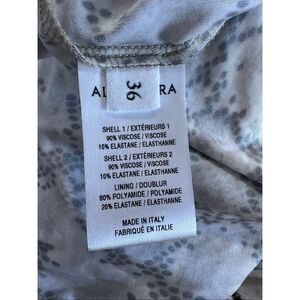 36
SHELL 1 / EXTÉRIEURS 1
90% VISCOSE / VISCOSE
10% ELASTANE / ELASTHANNE
SHELL 2 / EXTÉRIEURS 2
90% VISCOSE / VISCOSE
10% ELASTANE / ELASTHANNE
LINING / DOUBLUR
80% POLYAMIDE / POLYAMIDE
20% ELASTANE / ELASTHANNE
MADE IN ITALY
FABRIQUÉ EN ITALIE